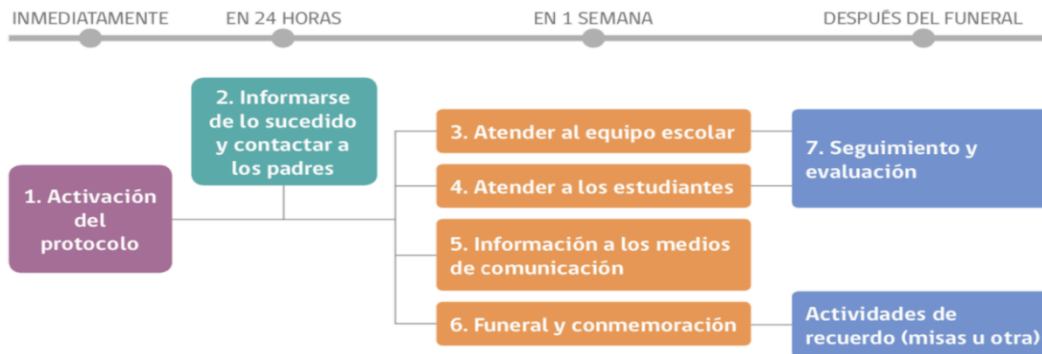 INMEDIATAMENTE
EN 24 HORAS
EN 1 SEMANA
DESPUÉS DEL FUNERAL
1. Activación
del
protocolo
2. Informarse
de lo sucedido
y contactar a
los padres
3. Atender al equipo escolar
4. Atender a los estudiantes
5. Información a los medios
de comunicación
6. Funeral y conmemoración
7. Seguimiento y
evaluación
Actividades de
recuerdo (misas u otra)